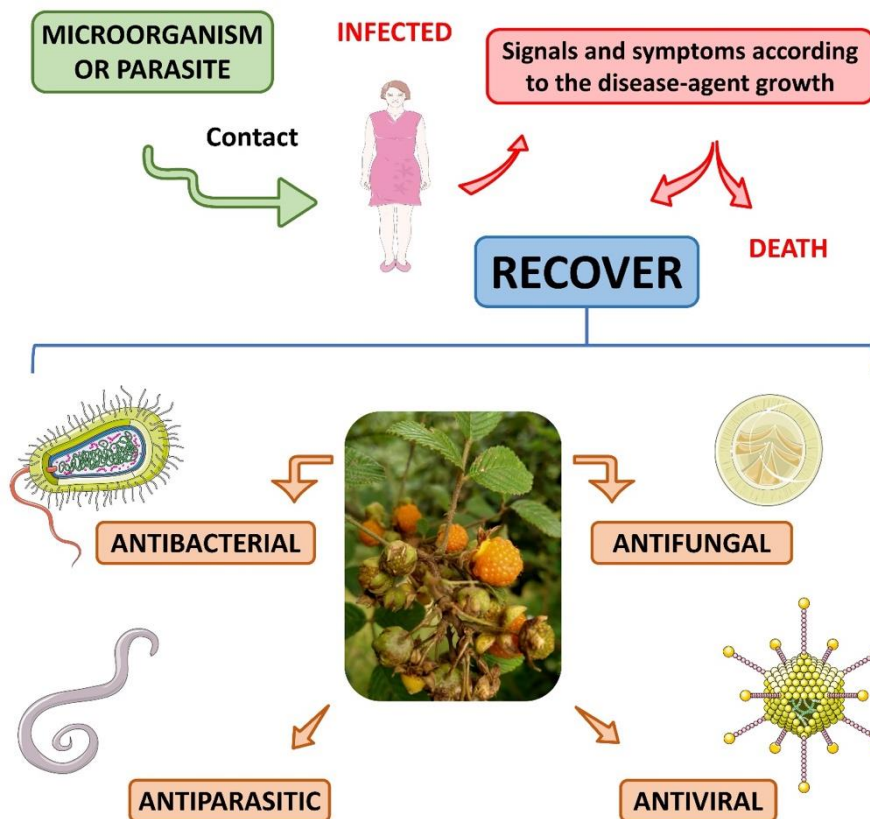 MICROORGANISM
OR PARASITE
INFECTED
Signals and symptoms according
to the disease-agent growth
Contact
DEATH
RECOVER
ANTIBACTERIAL
ANTIFUNGAL
ANTIPARASITIC
ANTIVIRAL